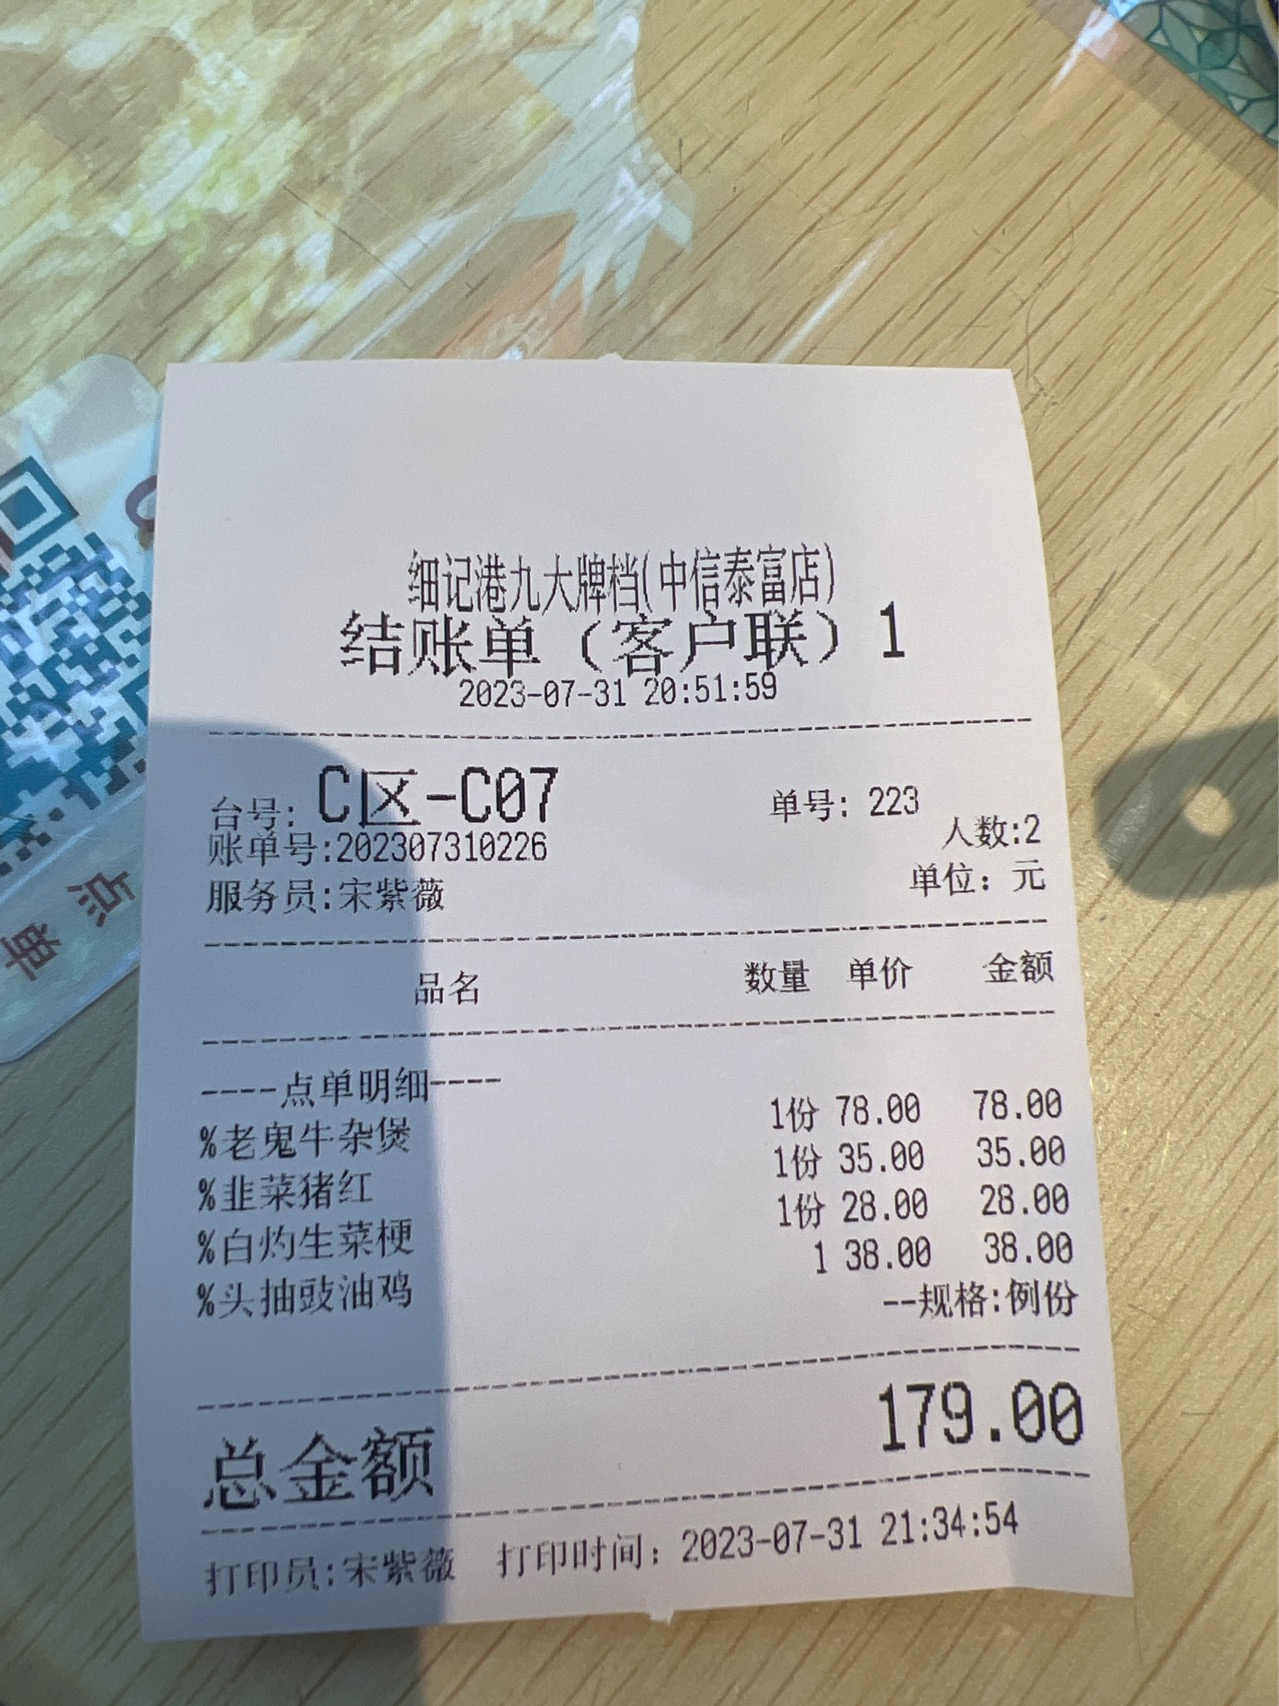 细记港九大牌档(中信泰富店)
结账单（客户联）1
2023-07-31 20:51:59
台号: C区-C07 单号: 223
人数:2
账单号:202307310226
服务员:宋紫薇 单位: 元
品名 数量 单价 金额
----点单明细----
%老鬼牛杂煲 1份 78.00 78.00
%韭菜猪红 1份 35.00 35.00
%白灼生菜梗 1份 28.00 28.00
%头抽豉油鸡 1 38.00 38.00
--规格:例份
总金额 179.00
打印员:宋紫薇 打印时间: 2023-07-31 21:34:54
点单